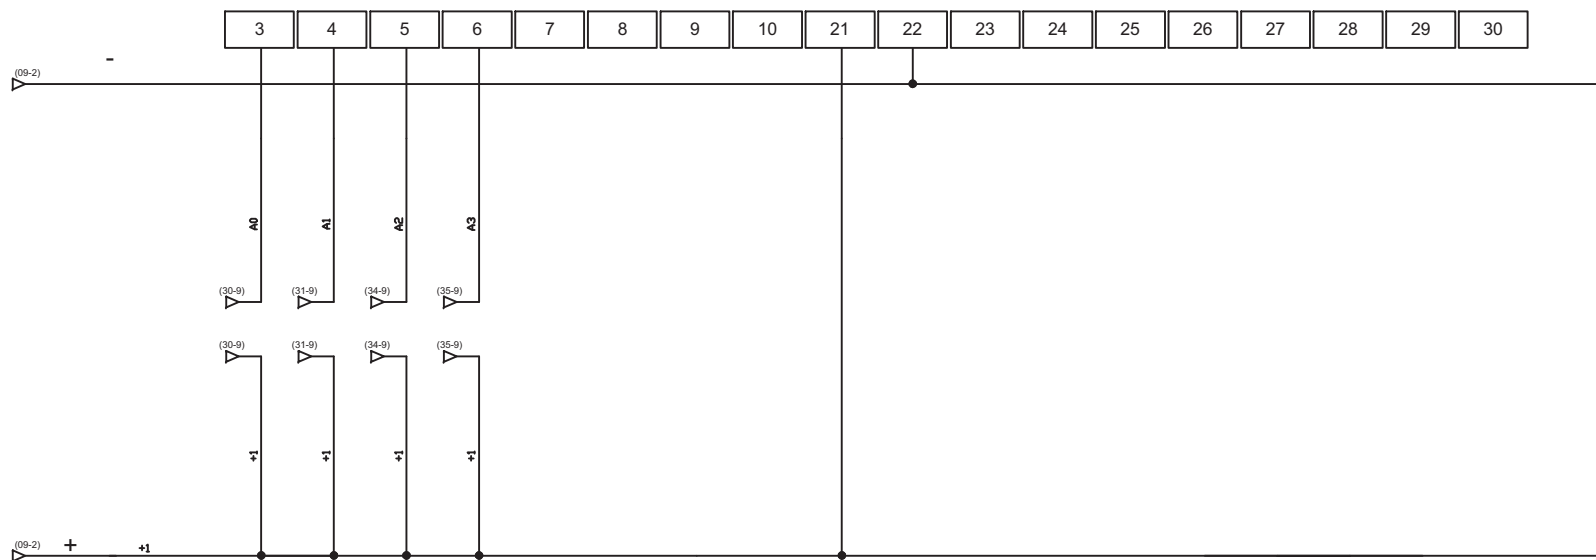 3 4 5 6 7 8 9 10 21 22 23 24 25 26 27 28 29 30
-
(09-2)
A0 A1 A2 A3
(30-9) (31-9) (34-9) (35-9)
(30-9) (31-9) (34-9) (35-9)
+1 +1 +1 +1
(09-2) + +1